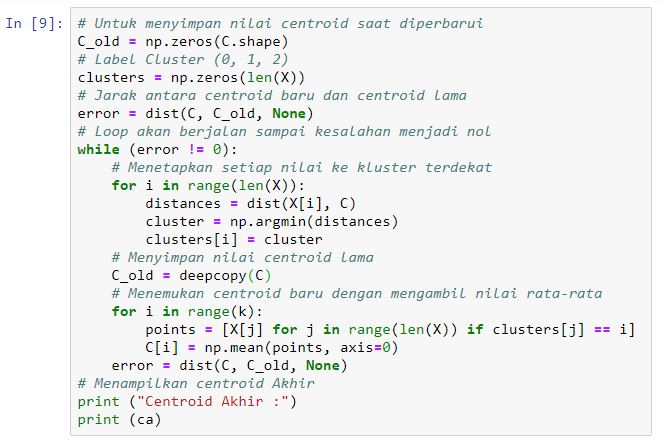 In [9]: # Untuk menyimpan nilai centroid saat diperbarui
C_old = np.zeros(C.shape)
# Label Cluster (0, 1, 2)
clusters = np.zeros(len(X))
# Jarak antara centroid baru dan centroid lama
error = dist(C, C_old, None)
# Loop akan berjalan sampai kesalahan menjadi nol
while (error != 0):
    # Menetapkan setiap nilai ke kluster terdekat
    for i in range(len(X)):
        distances = dist(X[i], C)
        cluster = np.argmin(distances)
        clusters[i] = cluster
    # Menyimpan nilai centroid lama
    C_old = deepcopy(C)
    # Menemukan centroid baru dengan mengambil nilai rata-rata
    for i in range(k):
        points = [X[j] for j in range(len(X)) if clusters[j] == i]
        C[i] = np.mean(points, axis=0)
    error = dist(C, C_old, None)
# Menampilkan centroid Akhir
print ("Centroid Akhir :")
print (ca)